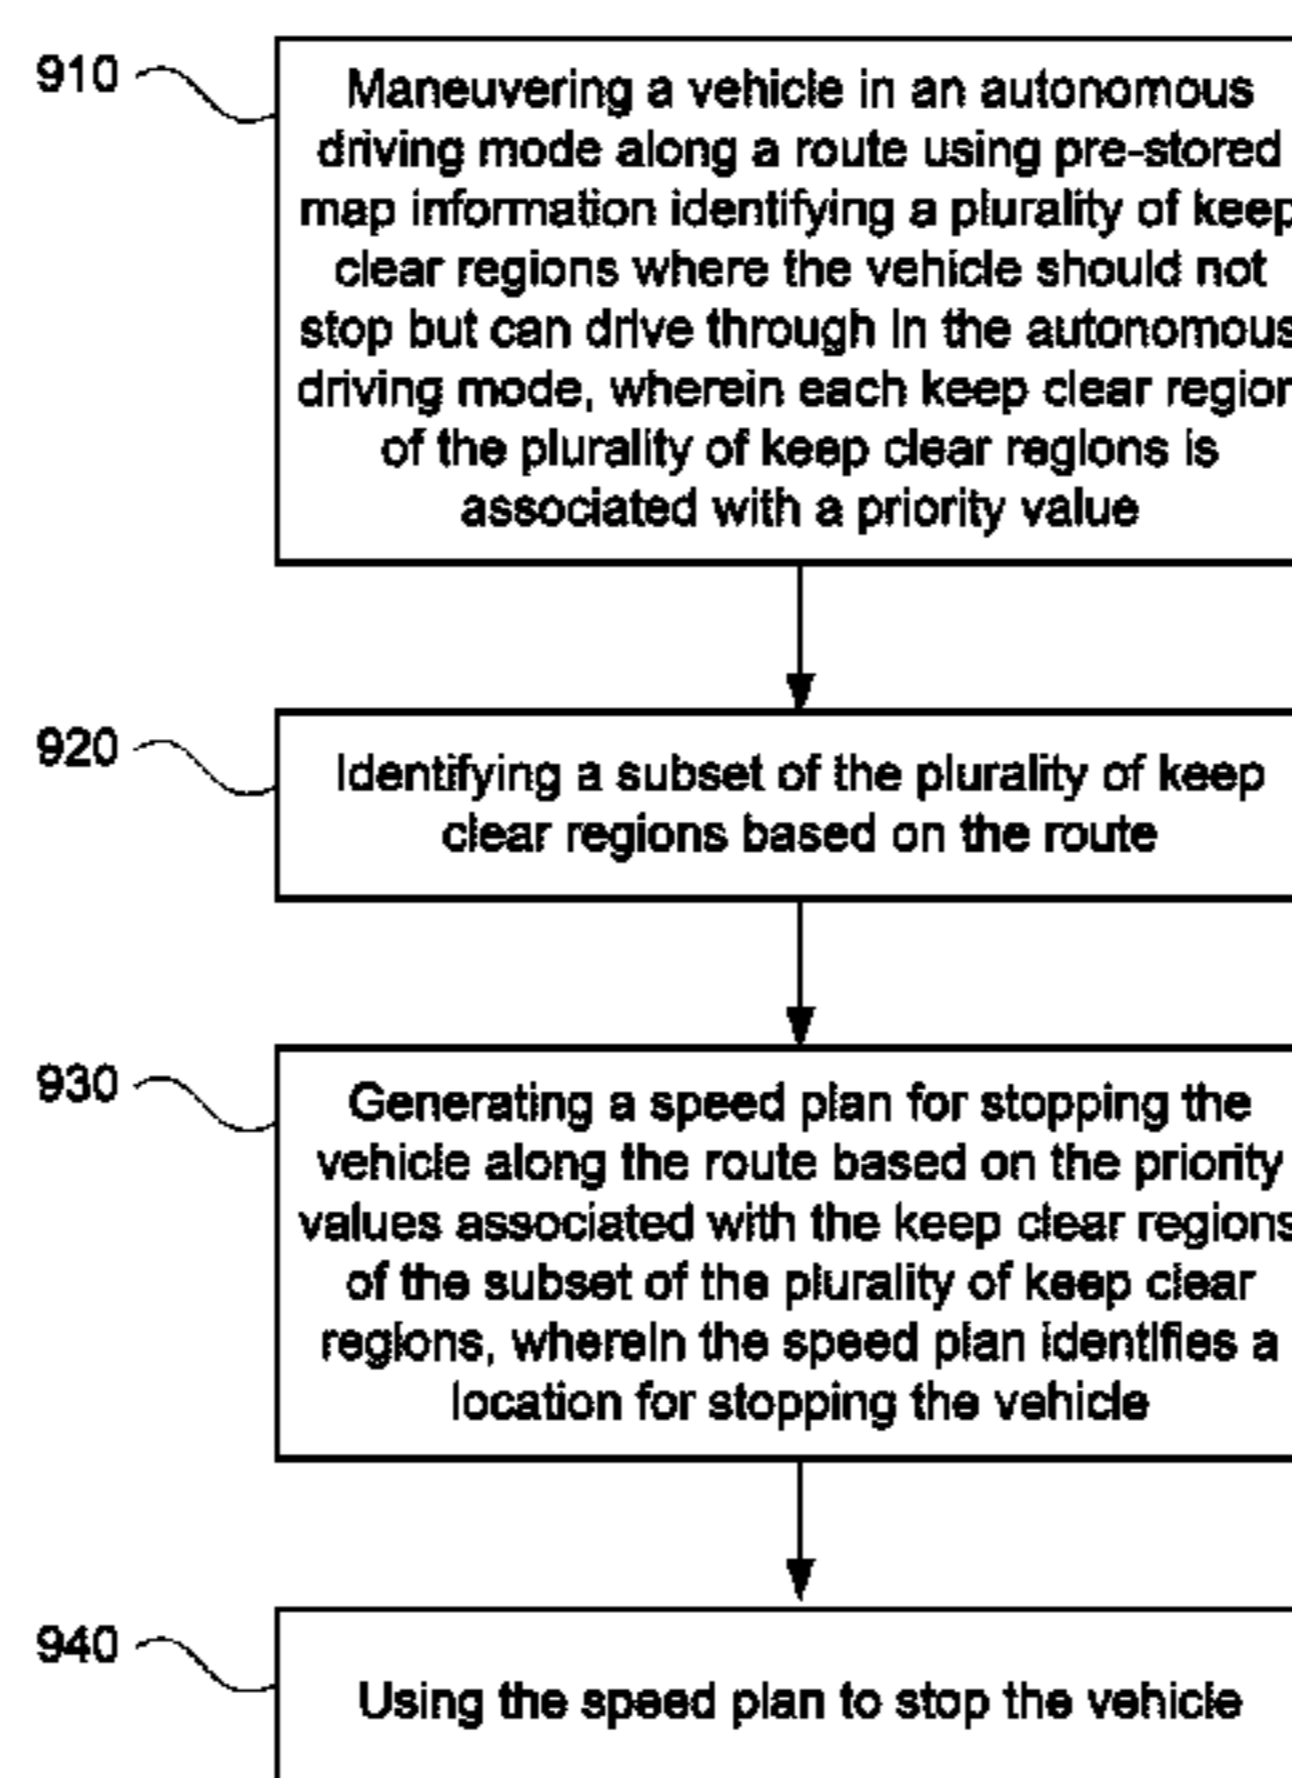 910
Maneuvering a vehicle in an autonomous
driving mode along a route using pre-stored
map information identifying a plurality of keep
clear regions where the vehicle should not
stop but can drive through in the autonomous
driving mode, wherein each keep clear region
of the plurality of keep clear regions is
associated with a priority value
920
Identifying a subset of the plurality of keep
clear regions based on the route
930
Generating a speed plan for stopping the
vehicle along the route based on the priority
values associated with the keep clear regions
of the subset of the plurality of keep clear
regions, wherein the speed plan identifies a
location for stopping the vehicle
940
Using the speed plan to stop the vehicle